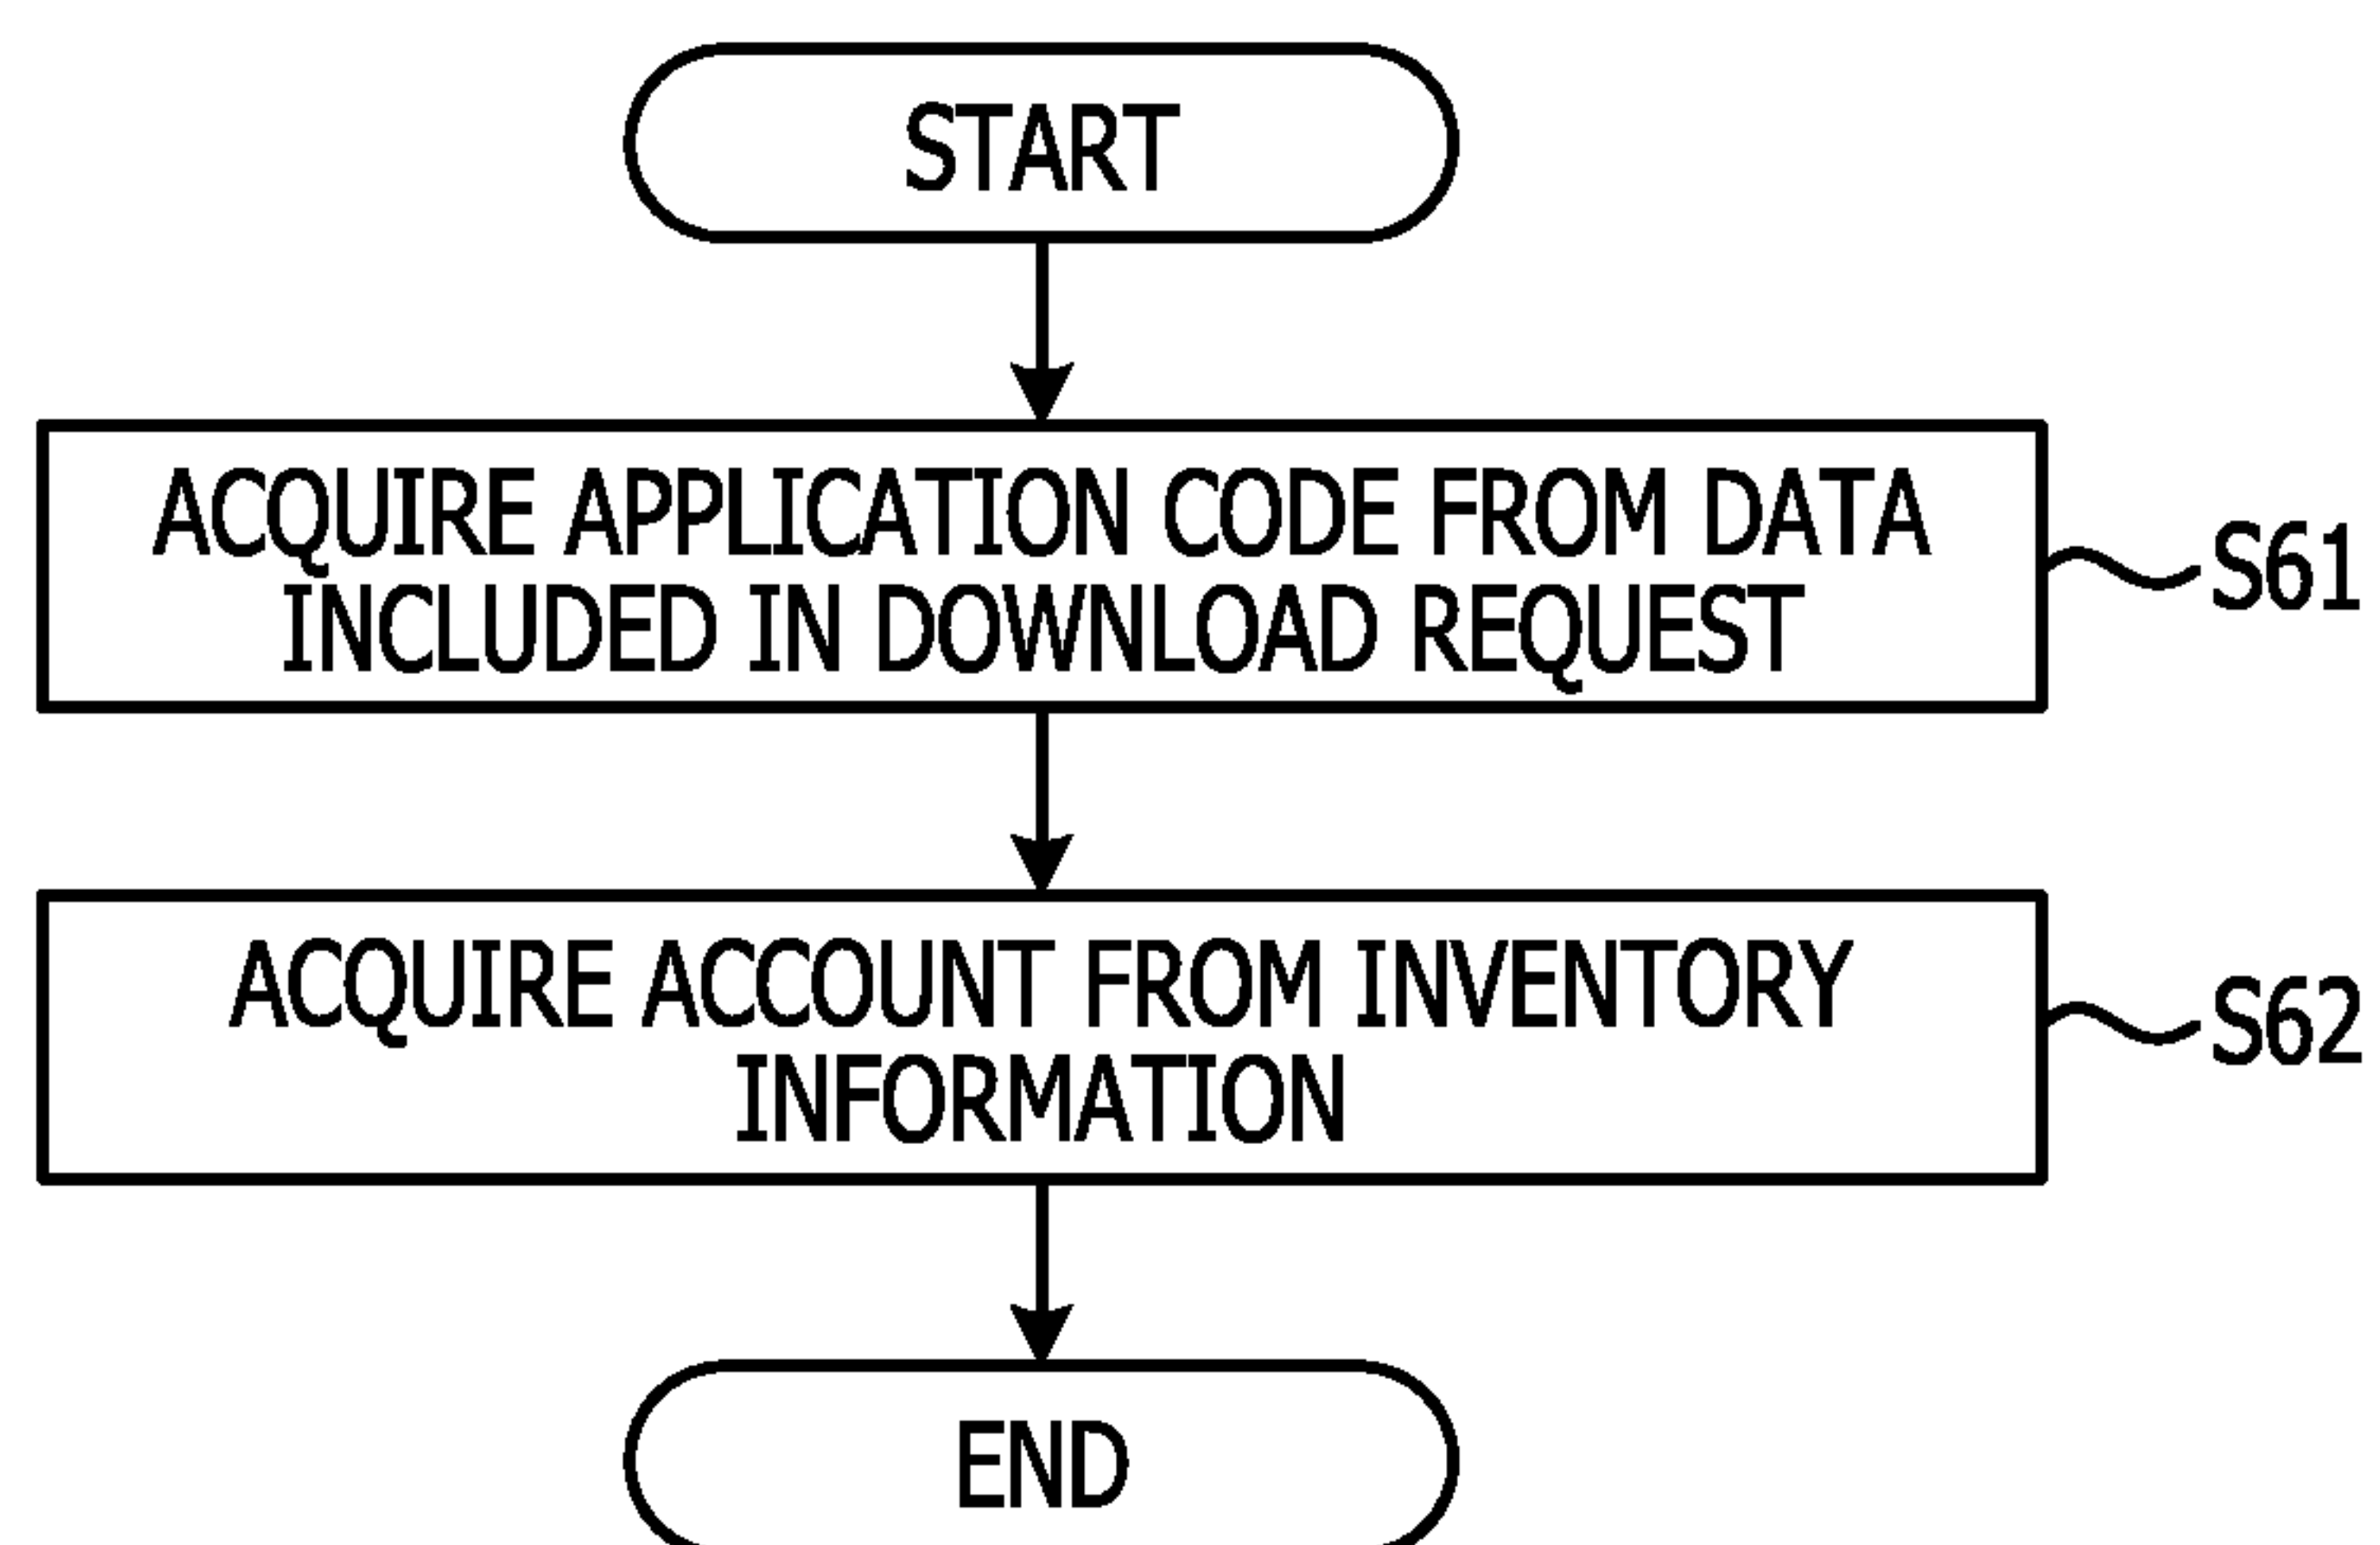 START
ACQUIRE APPLICATION CODE FROM DATA
INCLUDED IN DOWNLOAD REQUEST
S61
ACQUIRE ACCOUNT FROM INVENTORY
INFORMATION
S62
END